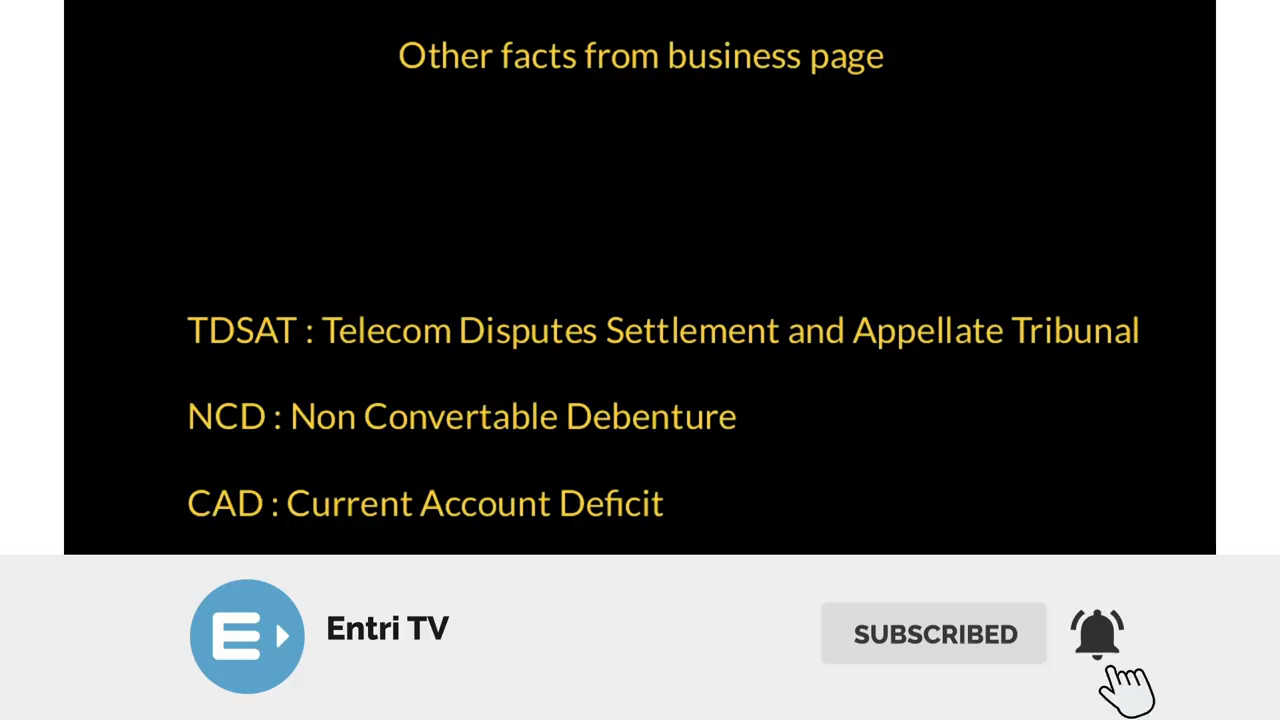 Other facts from business page
TDSAT : Telecom Disputes Settlement and Appellate Tribunal
NCD : Non Convertable Debenture
CAD : Current Account Deficit
Entri TV
SUBSCRIBED